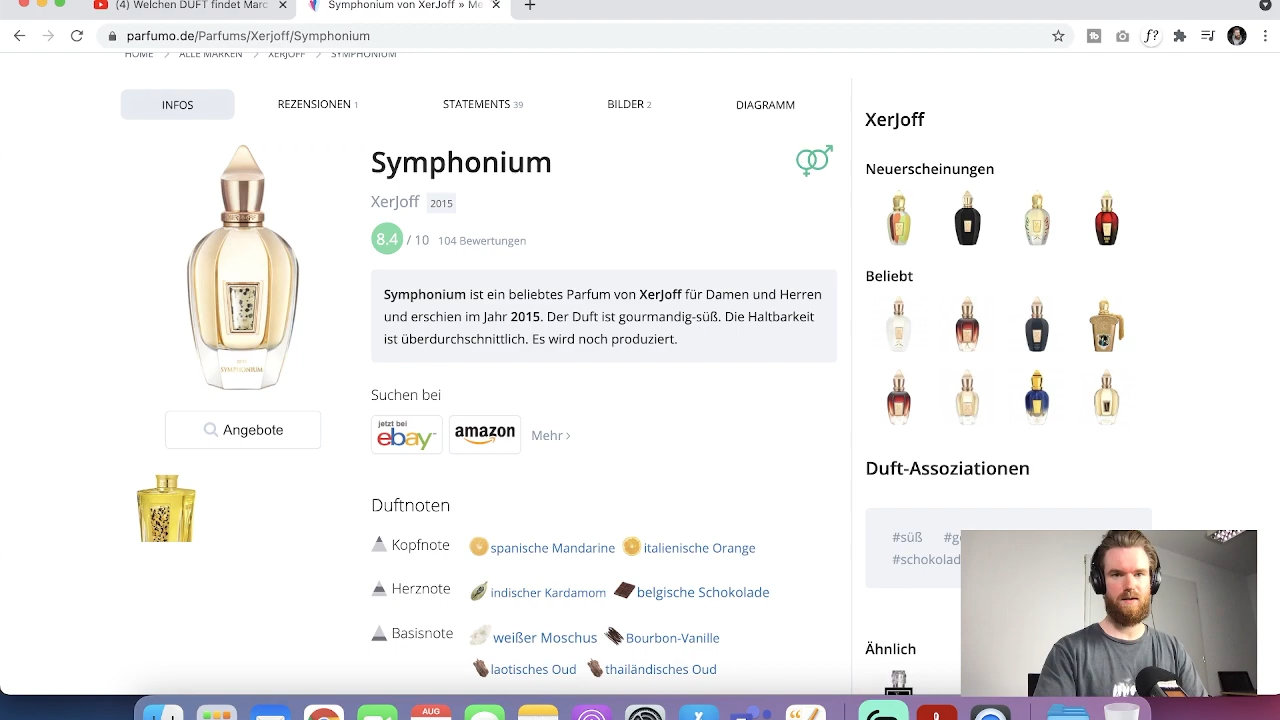 (4) Welchen DUFT findet Marc
Symphonium von XerJoff » Me
parfumo.de/Parfums/Xerjoff/Symphonium
HOME > ALLE MARKEN > XERJOFF > SYMPHONIUM
INFOS
REZENSIONEN 1
STATEMENTS 39
BILDER 2
DIAGRAMM
Symphonium
XerJoff 2015
8.4 / 10 104 Bewertungen
Symphonium ist ein beliebtes Parfum von XerJoff für Damen und Herren
und erschien im Jahr 2015. Der Duft ist gourmandig-süß. Die Haltbarkeit
ist überdurchschnittlich. Es wird noch produziert.
SYMPHONIUM
Angebote
Suchen bei
jetzt bei
ebay
amazon
Mehr ›
Duftnoten
Kopfnote spanische Mandarine italienische Orange
Herznote indischer Kardamom belgische Schokolade
Basisnote weißer Moschus Bourbon-Vanille
laotisches Oud thailändisches Oud
XerJoff
Neuerscheinungen
Beliebt
Duft-Assoziationen
#süß
#schokolad
Ähnlich
AUG